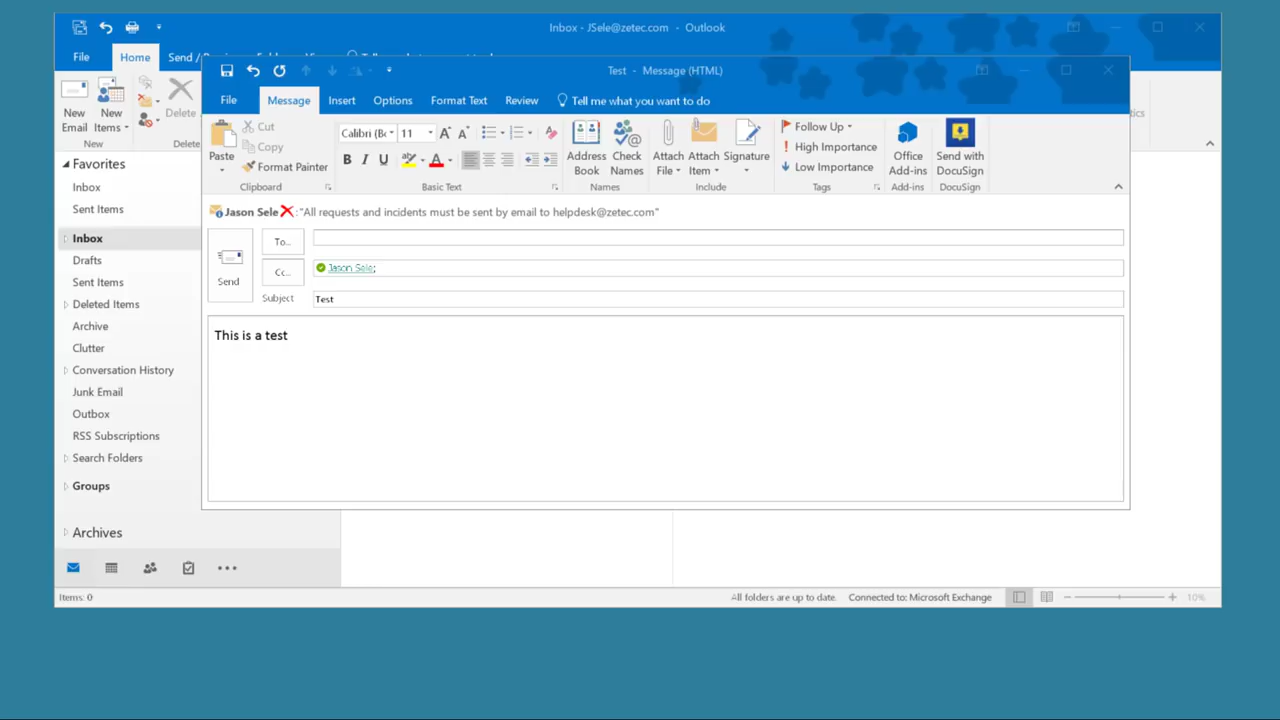 Inbox - JSele@zetec.com - Outlook
File Home Send /
Test - Message (HTML)
File Message Insert Options Format Text Review Tell me what you want to do
New Email
New Items
Delete
New
Delete
Paste
Cut
Copy
Format Painter
Clipboard
Calibri (Bo 11
B I U
Basic Text
Address Book
Check Names
Names
Attach File
Attach Item
Signature
Include
Follow Up
High Importance
Low Importance
Tags
Office Add-ins
Add-ins
Send with DocuSign
DocuSign
Jason Sele :"All requests and incidents must be sent by email to helpdesk@zetec.com"
To...
Send
Cc...
Jason Sele;
Subject
Test
This is a test
Favorites
Inbox
Sent Items
Inbox
Drafts
Sent Items
Deleted Items
Archive
Clutter
Conversation History
Junk Email
Outbox
RSS Subscriptions
Search Folders
Groups
Archives
Items: 0
All folders are up to date. Connected to: Microsoft Exchange
10%